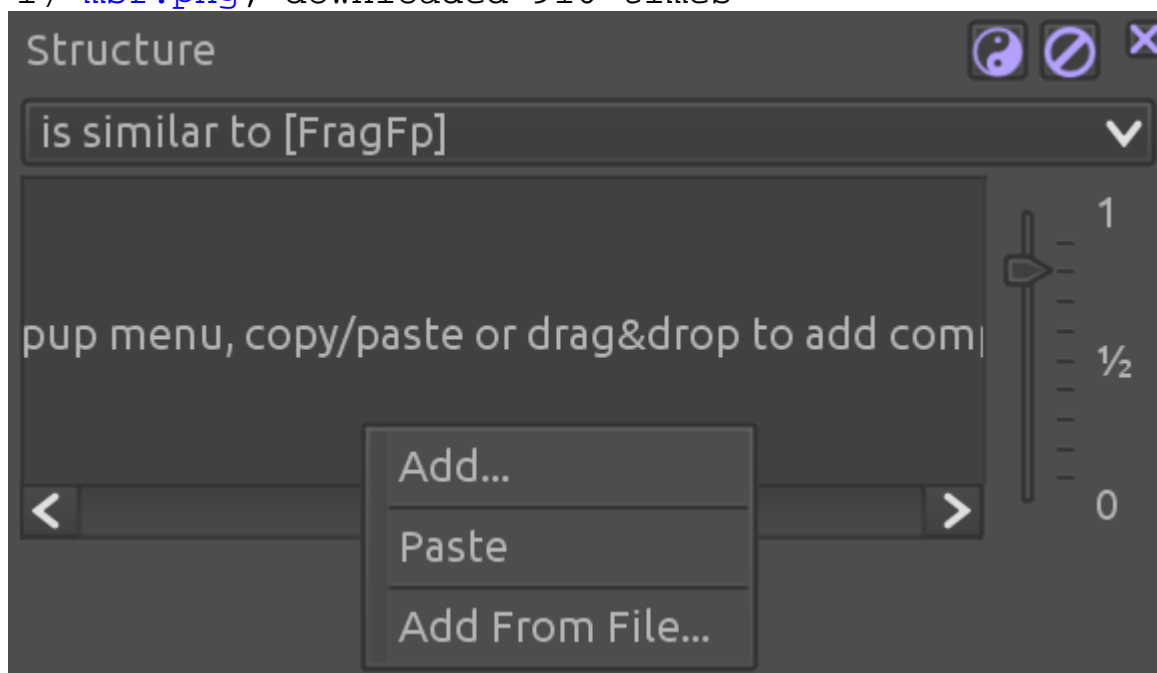 Structure
is similar to [FragFp]
1
pup menu, copy/paste or drag&drop to add com
½
Add...
0
Paste
Add From File...